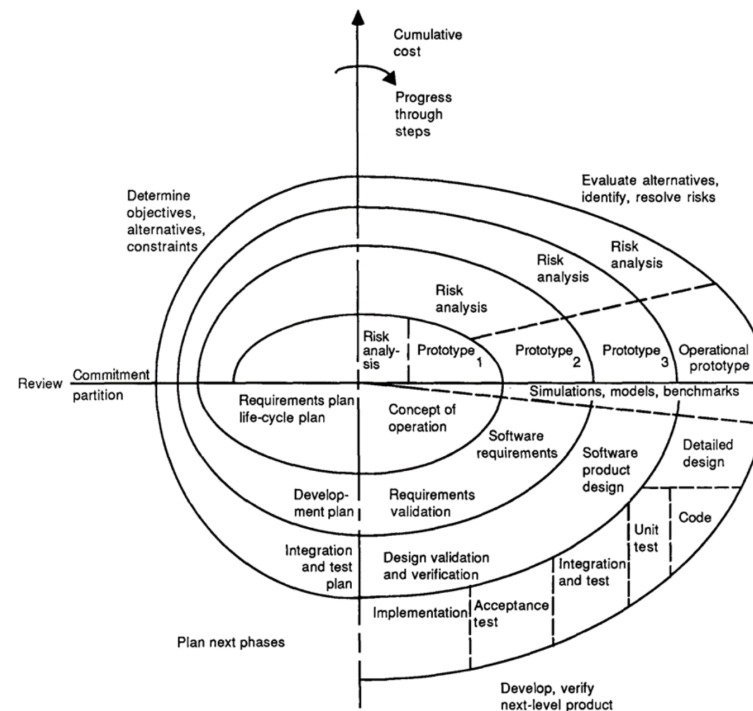 Cumulative
cost
Progress
through
steps
Determine
objectives,
alternatives,
constraints
Evaluate alternatives,
identify, resolve risks
Risk
analysis
Risk
analysis
Risk
analysis
Risk
analy-
sis
Prototype
1
Prototype
2
Prototype
3
Operational
prototype
Review
Commitment
partition
Simulations, models, benchmarks
Requirements plan
life-cycle plan
Concept of
operation
Software
requirements
Software
product
design
Detailed
design
Develop-
ment plan
Requirements
validation
Integration
and test
plan
Design validation
and verification
Code
Unit
test
Integration
and test
Acceptance
test
Implementation
Plan next phases
Develop, verify
next-level product